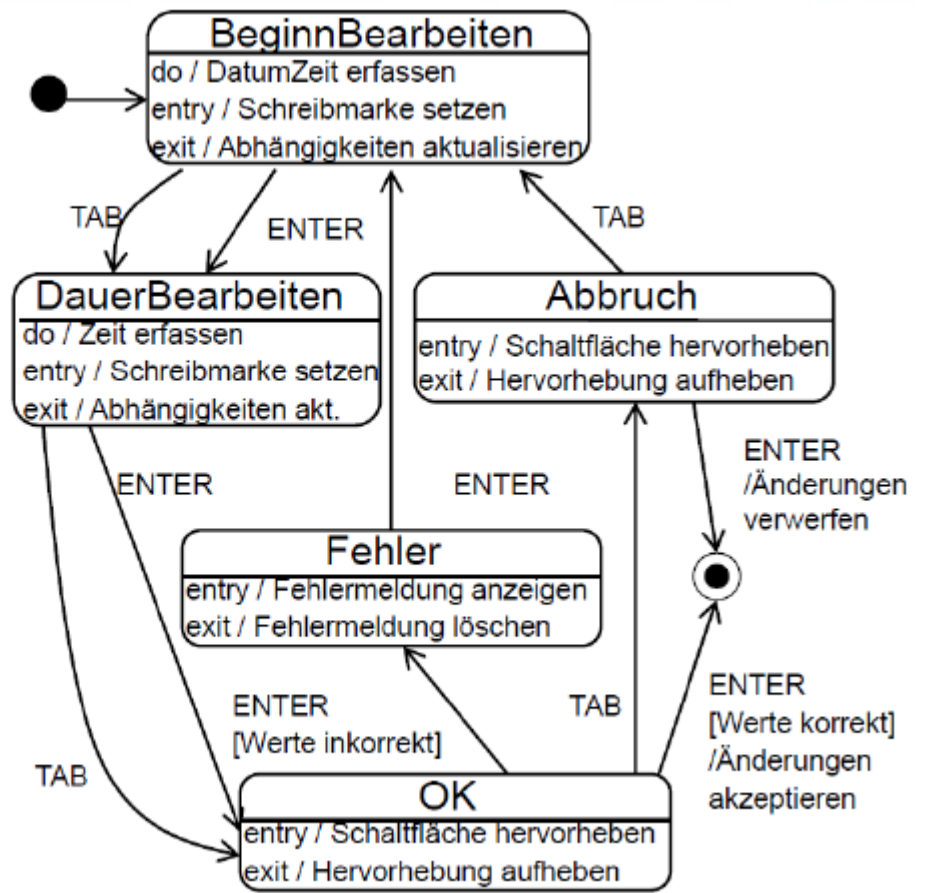 BeginnBearbeiten
do / DatumZeit erfassen
entry / Schreibmarke setzen
exit / Abhängigkeiten aktualisieren
TAB
ENTER
TAB
DauerBearbeiten
do / Zeit erfassen
entry / Schreibmarke setzen
exit / Abhängigkeiten akt.
Abbruch
entry / Schaltfläche hervorheben
exit / Hervorhebung aufheben
ENTER
ENTER
ENTER
/Änderungen
verwerfen
Fehler
entry / Fehlermeldung anzeigen
exit / Fehlermeldung löschen
TAB
ENTER
[Werte inkorrekt]
TAB
ENTER
[Werte korrekt]
/Änderungen
akzeptieren
OK
entry / Schaltfläche hervorheben
exit / Hervorhebung aufheben